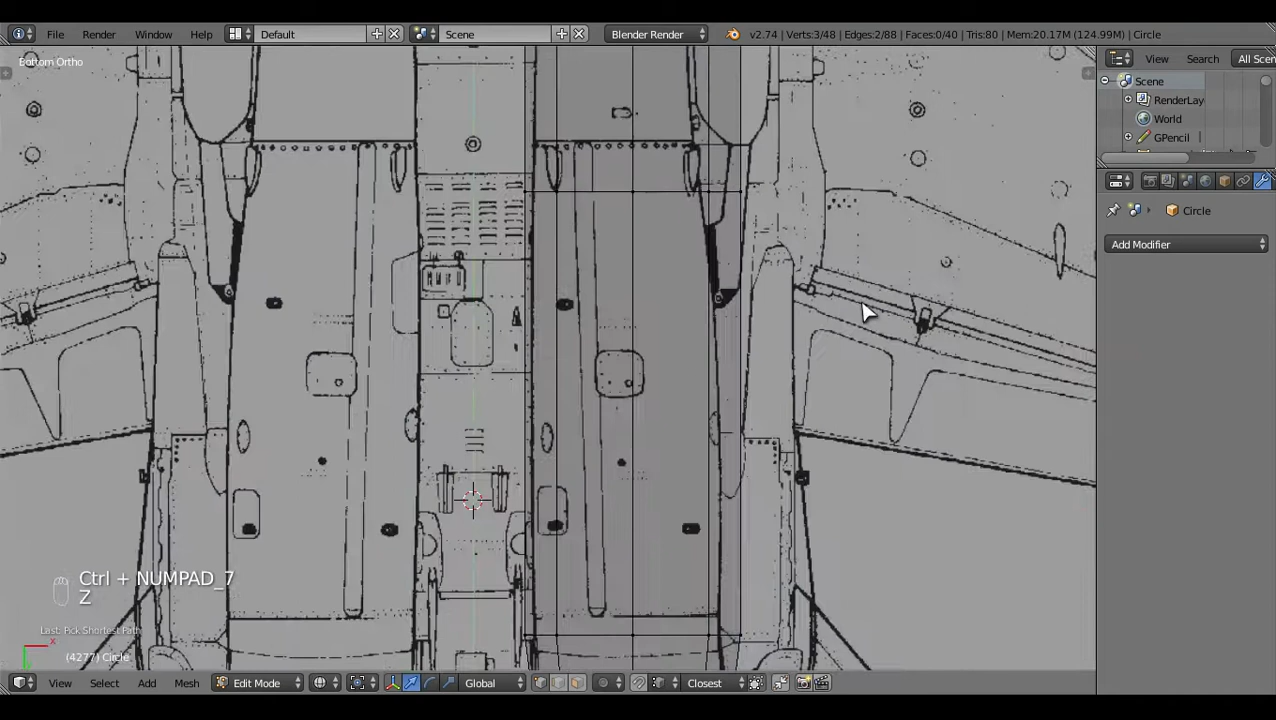 File Render Window Help Default Scene Blender Render v2.74 | Verts:3/48 | Edges:2/88 | Faces:0/40 | Tris:80 | Mem:20.17M (124.99M) | Circle
Bottom Ortho
View Search All Scen
Scene
RenderLay
World
GPencil
Circle
Add Modifier
Ctrl + NUMPAD_7
Z
Last: Pick Shortest Path
x
(4277) Circle
y
View Select Add Mesh Edit Mode Global Closest